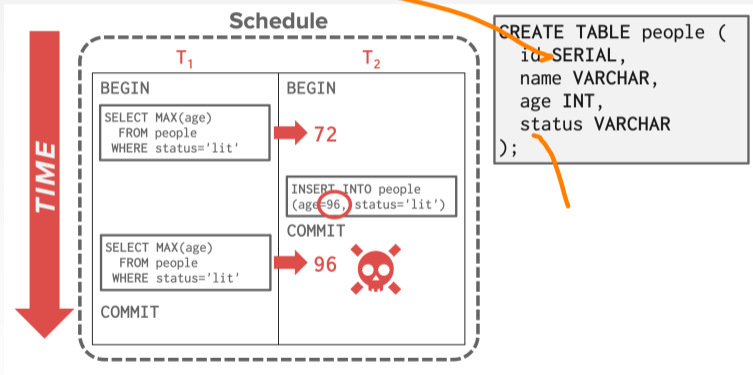 Schedule
TIME
T1
T2
BEGIN
SELECT MAX(age)
FROM people
WHERE status='lit'
72
SELECT MAX(age)
FROM people
WHERE status='lit'
96
COMMIT
BEGIN
INSERT INTO people
(age=96, status='lit')
COMMIT
CREATE TABLE people (
id SERIAL,
name VARCHAR,
age INT,
status VARCHAR
);